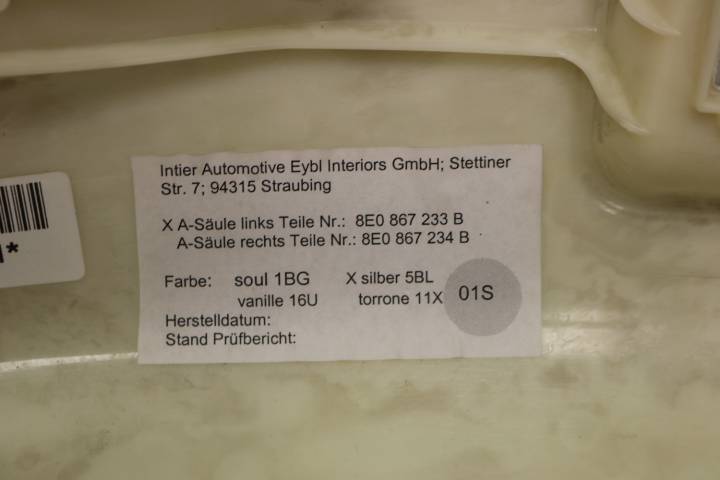 Intier Automotive Eybl Interiors GmbH; Stettiner
Str. 7; 94315 Straubing
X A-Säule links Teile Nr.: 8E0 867 233 B
A-Säule rechts Teile Nr.: 8E0 867 234 B
Farbe: soul 1BG X silber 5BL
vanille 16U torrone 11X 01S
Herstelldatum:
Stand Prüfbericht: